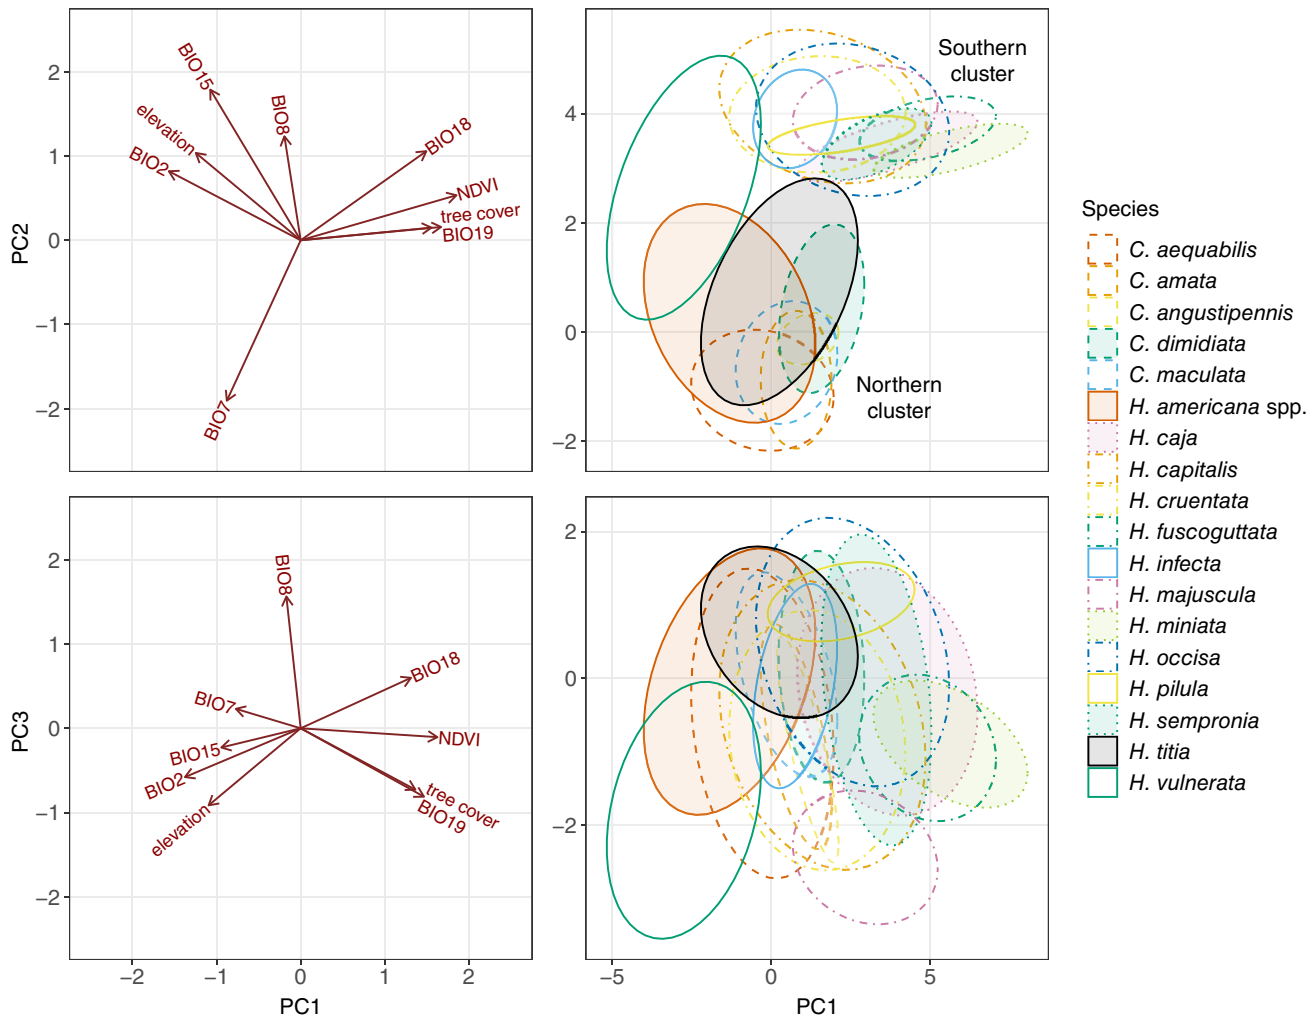 PC2
2
1
0
−1
−2
BIO15
BIO8
elevation
BIO2
BIO18
NDVI
tree cover
BIO19
BIO7
4
2
0
−2
Southern
cluster
Northern
cluster
PC3
2
1
0
−1
−2
BIO8
BIO18
BIO7
NDVI
BIO15
BIO2
elevation
tree cover
BIO19
−2
−1
0
1
2
PC1
2
0
−2
−5
0
5
PC1
Species
C. aequabilis
C. amata
C. angustipennis
C. dimidiata
C. maculata
H. americana spp.
H. caja
H. capitalis
H. cruentata
H. fuscoguttata
H. infecta
H. majuscula
H. miniata
H. occisa
H. pilula
H. sempronia
H. titia
H. vulnerata